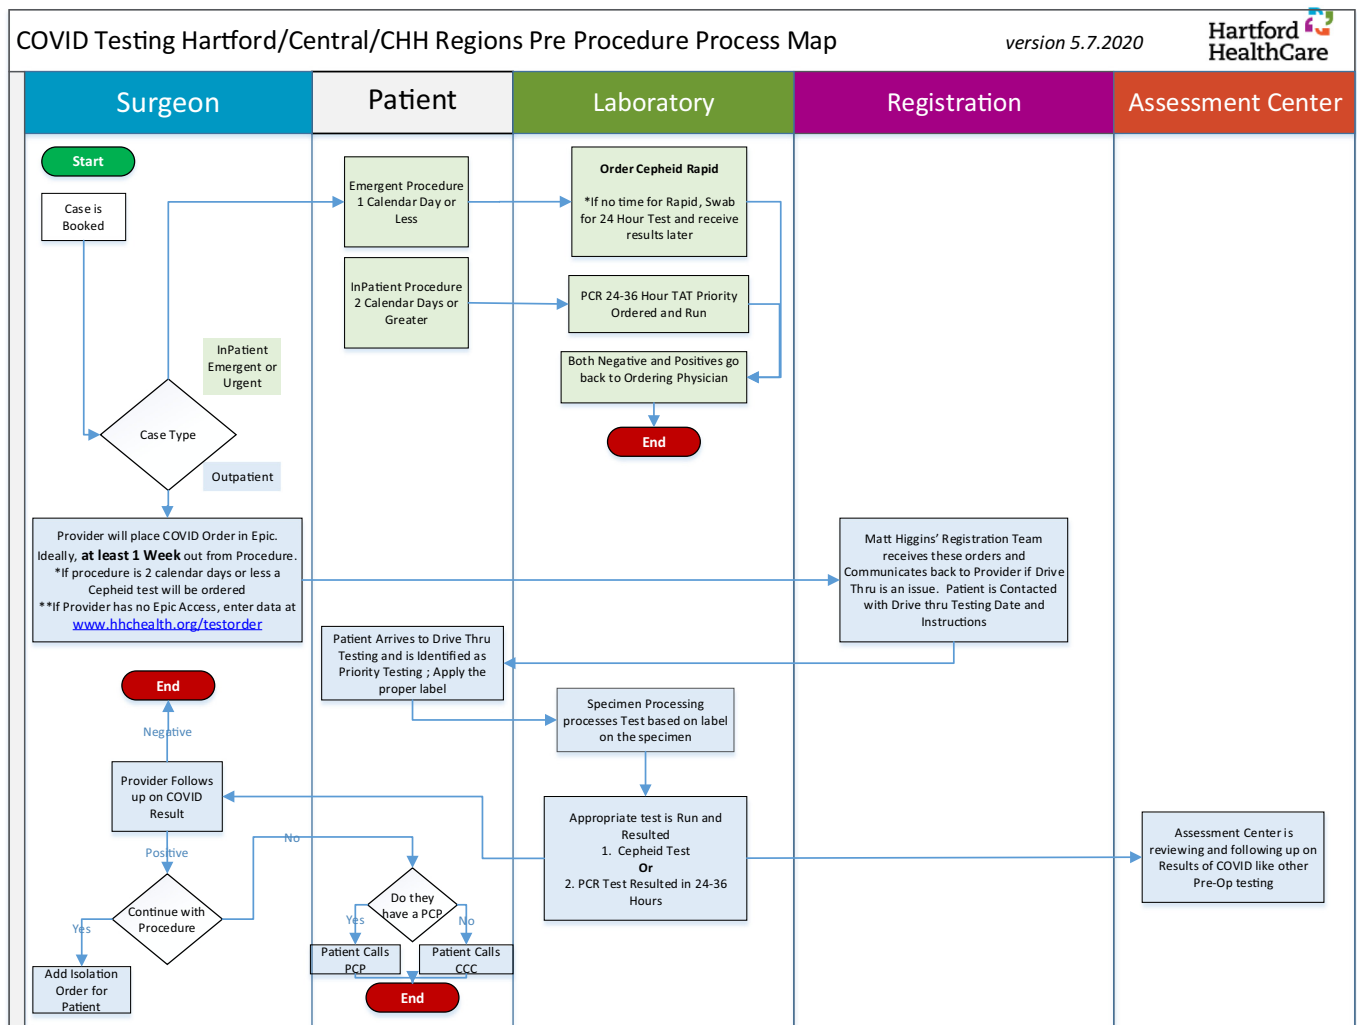 COVID Testing Hartford/Central/CHH Regions Pre Procedure Process Map
version 5.7.2020
Hartford
HealthCare
Surgeon
Patient
Laboratory
Registration
Assessment Center
Start
Case is
Booked
Emergent Procedure
1 Calendar Day or
Less
Order Cepheid Rapid
*If no time for Rapid, Swab
for 24 Hour Test and receive
results later
InPatient Procedure
2 Calendar Days or
Greater
PCR 24-36 Hour TAT Priority
Ordered and Run
InPatient
Emergent or
Urgent
Both Negative and Positives go
back to Ordering Physician
Case Type
End
Outpatient
Provider will place COVID Order in Epic.
Ideally, at least 1 Week out from Procedure.
*If procedure is 2 calendar days or less a
Cepheid test will be ordered
**If Provider has no Epic Access, enter data at
www.hhchealth.org/testorder
Matt Higgins' Registration Team
receives these orders and
Communicates back to Provider if Drive
Thru is an issue.  Patient is Contacted
with Drive thru Testing Date and
Instructions
Patient Arrives to Drive Thru
Testing and is Identified as
Priority Testing ; Apply the
proper label
End
Negative
Specimen Processing
processes Test based on label
on the specimen
Provider Follows
up on COVID
Result
Positive
No
Appropriate test is Run and
Resulted
1.  Cepheid Test
Or
2. PCR Test Resulted in 24-36
Hours
Assessment Center is
reviewing and following up on
Results of COVID like other
Pre-Op testing
Continue with
Procedure
Yes
Do they
have a PCP
Yes
No
Add Isolation
Order for
Patient
Patient Calls
PCP
Patient Calls
CCC
End